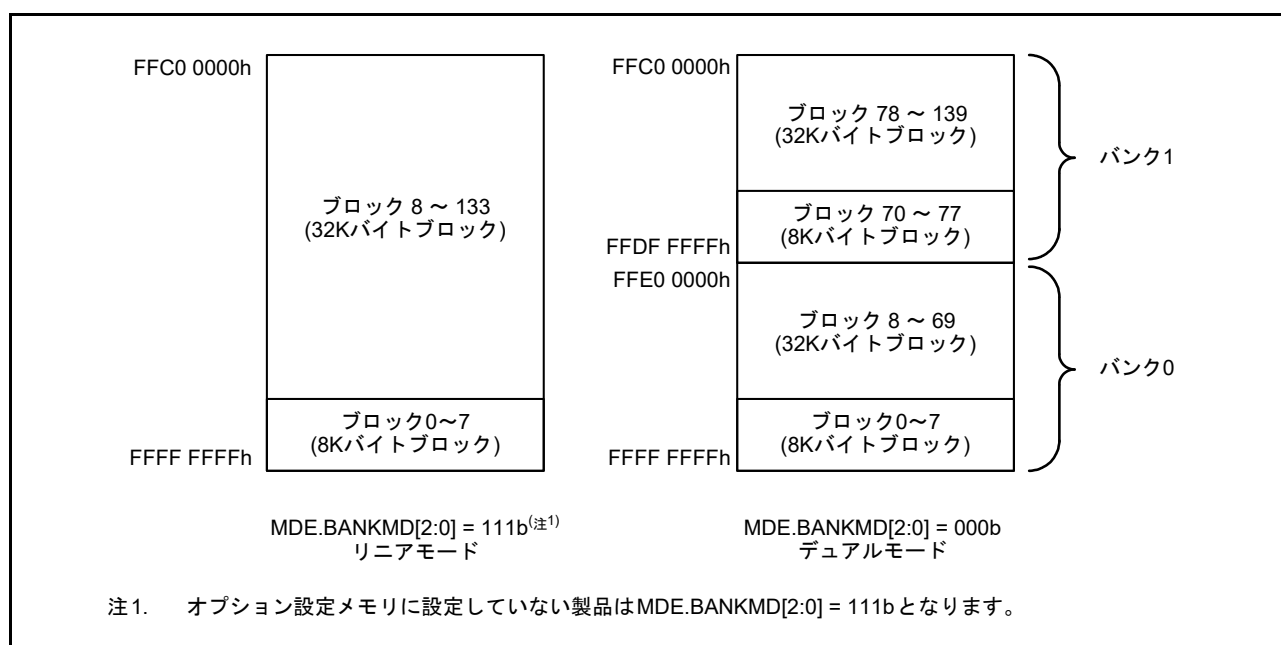 FFC0 0000h
ブロック 8 ～ 133
(32Kバイトブロック)
ブロック0～7
(8Kバイトブロック)
FFFF FFFFh
MDE.BANKMD[2:0] = 111b(注1)
リニアモード
FFC0 0000h
ブロック 78 ～ 139
(32Kバイトブロック)
ブロック 70 ～ 77
(8Kバイトブロック)
FFDF FFFFh
バンク1
FFE0 0000h
ブロック 8 ～ 69
(32Kバイトブロック)
ブロック0～7
(8Kバイトブロック)
FFFF FFFFh
バンク0
MDE.BANKMD[2:0] = 000b
デュアルモード
注1. オプション設定メモリに設定していない製品はMDE.BANKMD[2:0] = 111bとなります。